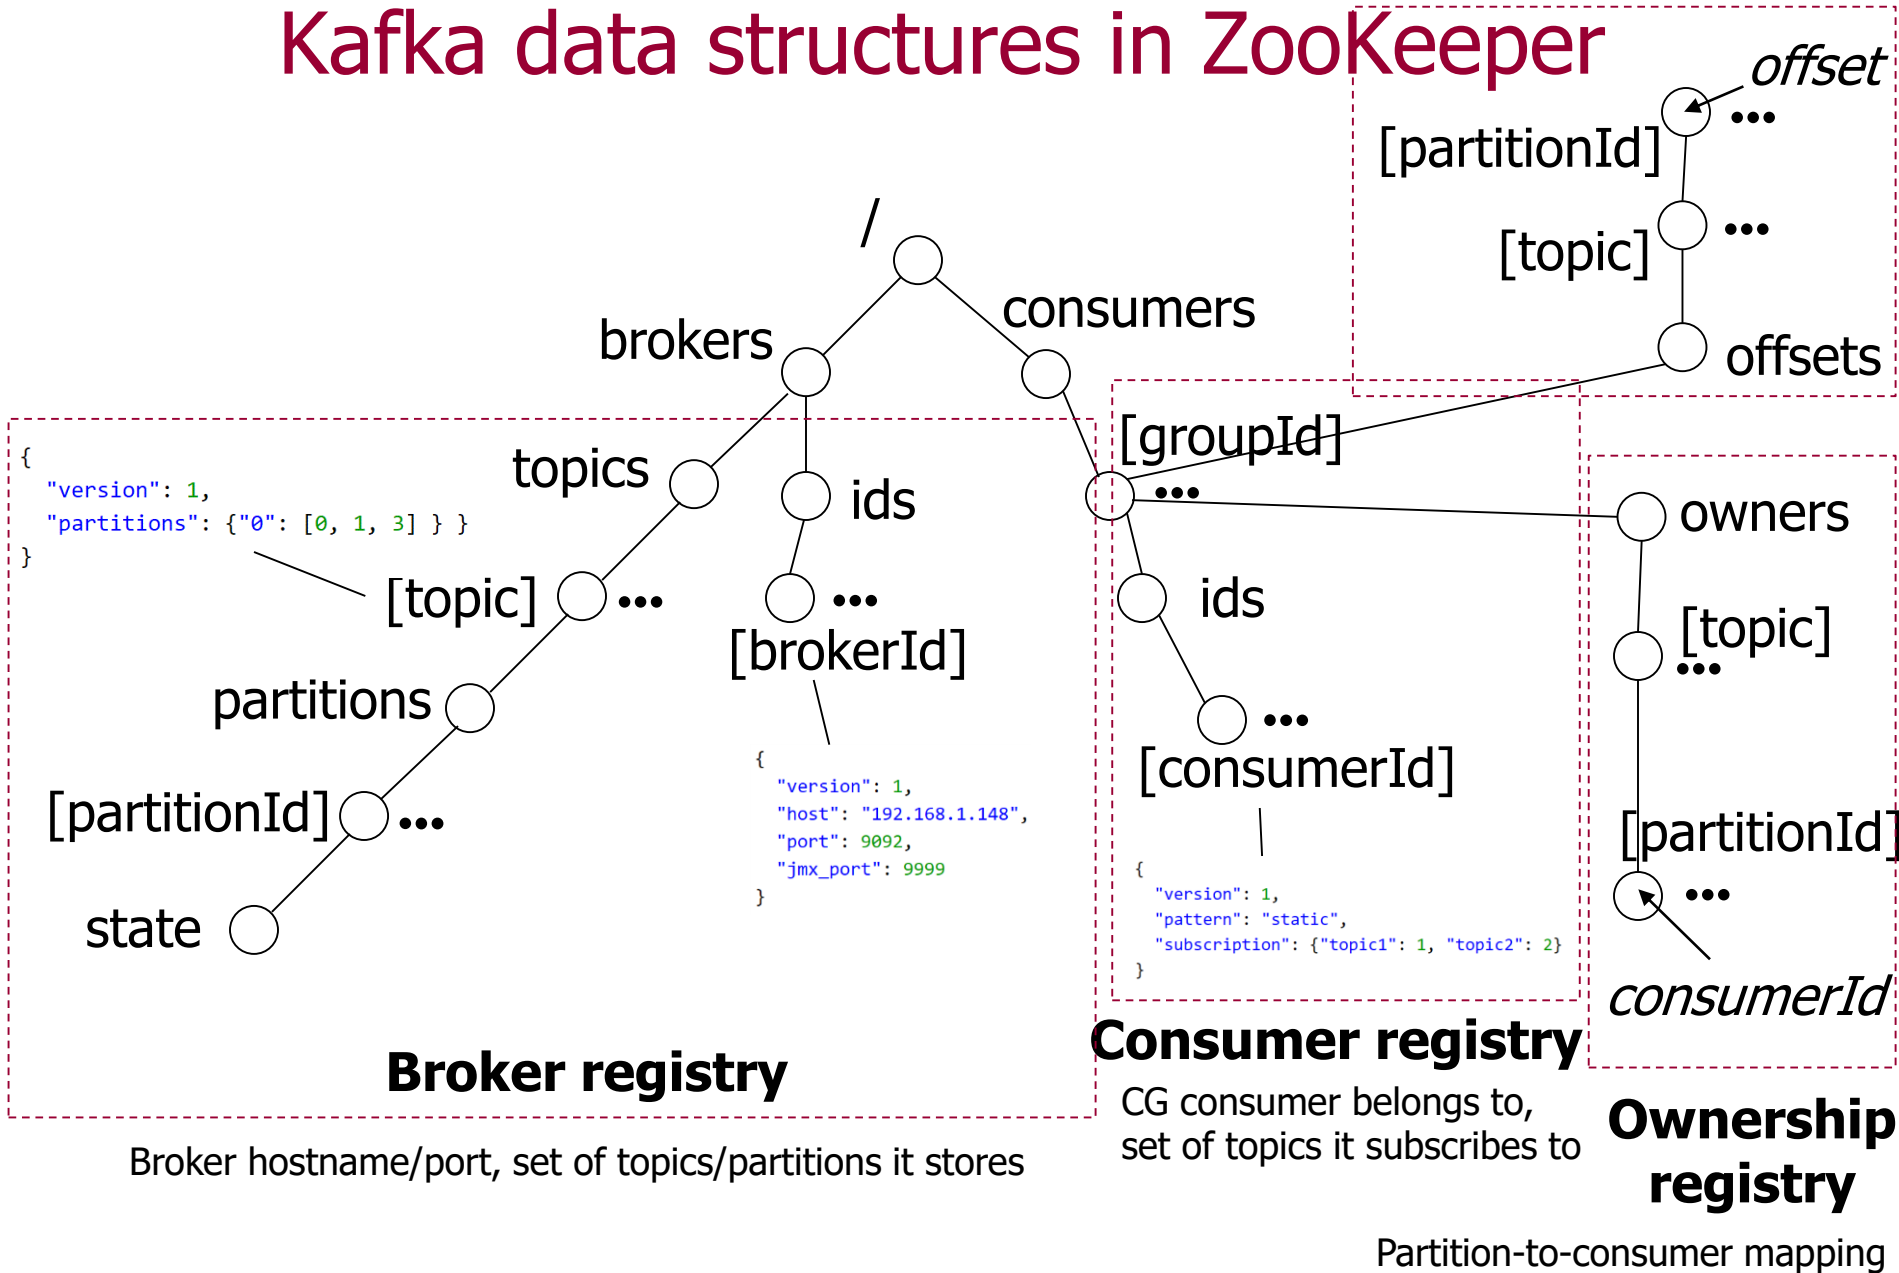 Kafka data structures in ZooKeeper
offset
...
[partitionId]
...
[topic]
offsets
/
consumers
brokers
[groupId]
...
topics
ids
{
"version": 1,
"partitions": {"0": [0, 1, 3] } }
}
[topic]
...
...
[brokerId]
partitions
[partitionId]
...
state
{
"version": 1,
"host": "192.168.1.148",
"port": 9092,
"jmx_port": 9999
}
Broker registry
Broker hostname/port, set of topics/partitions it stores
ids
...
[consumerId]
{
"version": 1,
"pattern": "static",
"subscription": {"topic1": 1, "topic2": 2}
}
Consumer registry
CG consumer belongs to,
set of topics it subscribes to
owners
[topic]
...
[partitionId]
...
consumerId
Ownership
registry
Partition-to-consumer mapping